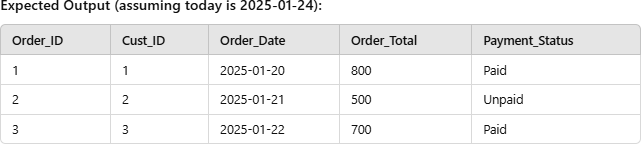 Expected Output (assuming today is 2025-01-24):
Order_ID Cust_ID Order_Date Order_Total Payment_Status
1 1 2025-01-20 800 Paid
2 2 2025-01-21 500 Unpaid
3 3 2025-01-22 700 Paid